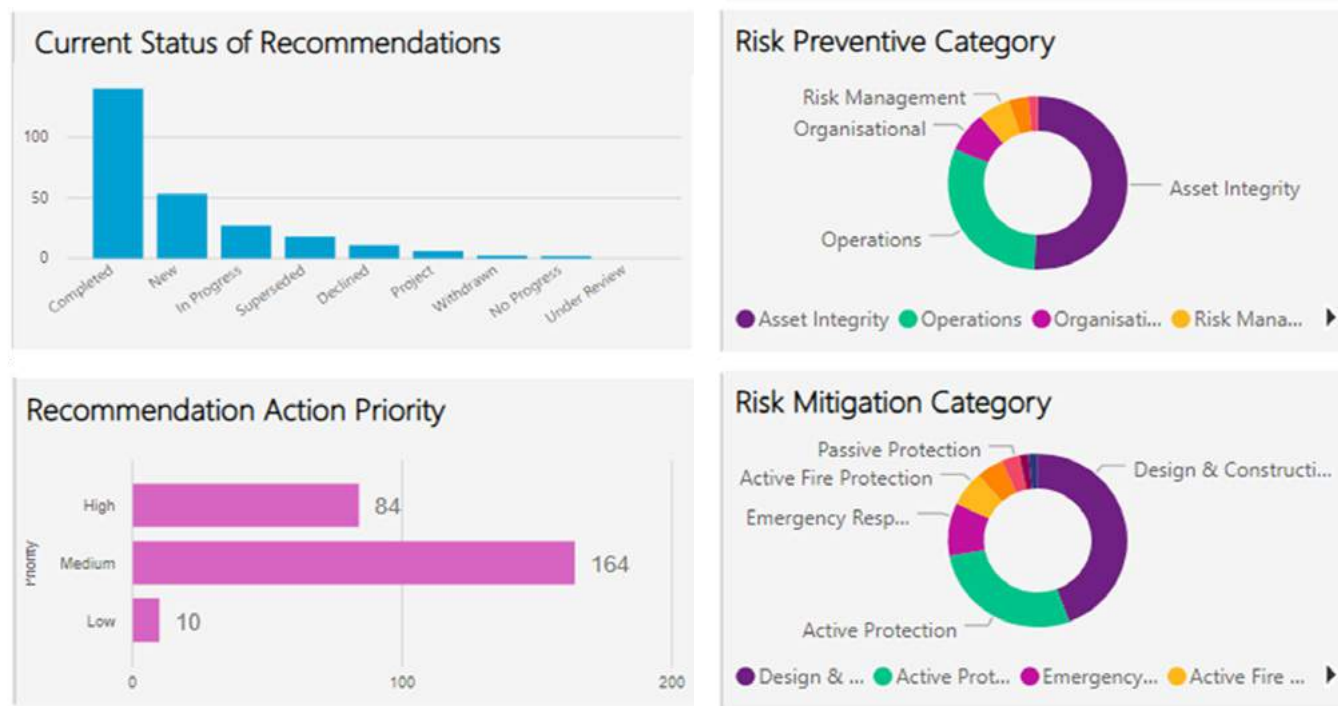 Current Status of Recommendations
100
50
0
Completed
New
In Progress
Superseded
Declined
Project
Withdrawn
No Progress
Under Review
Risk Preventive Category
Risk Management
Organisational
Operations
Asset Integrity
Asset Integrity Operations Organisati... Risk Mana...
Recommendation Action Priority
Priority
High 84
Medium 164
Low 10
0 100 200
Risk Mitigation Category
Passive Protection
Active Fire Protection
Emergency Resp...
Active Protection
Design & Constructi...
Design & ... Active Prot... Emergency... Active Fire ...